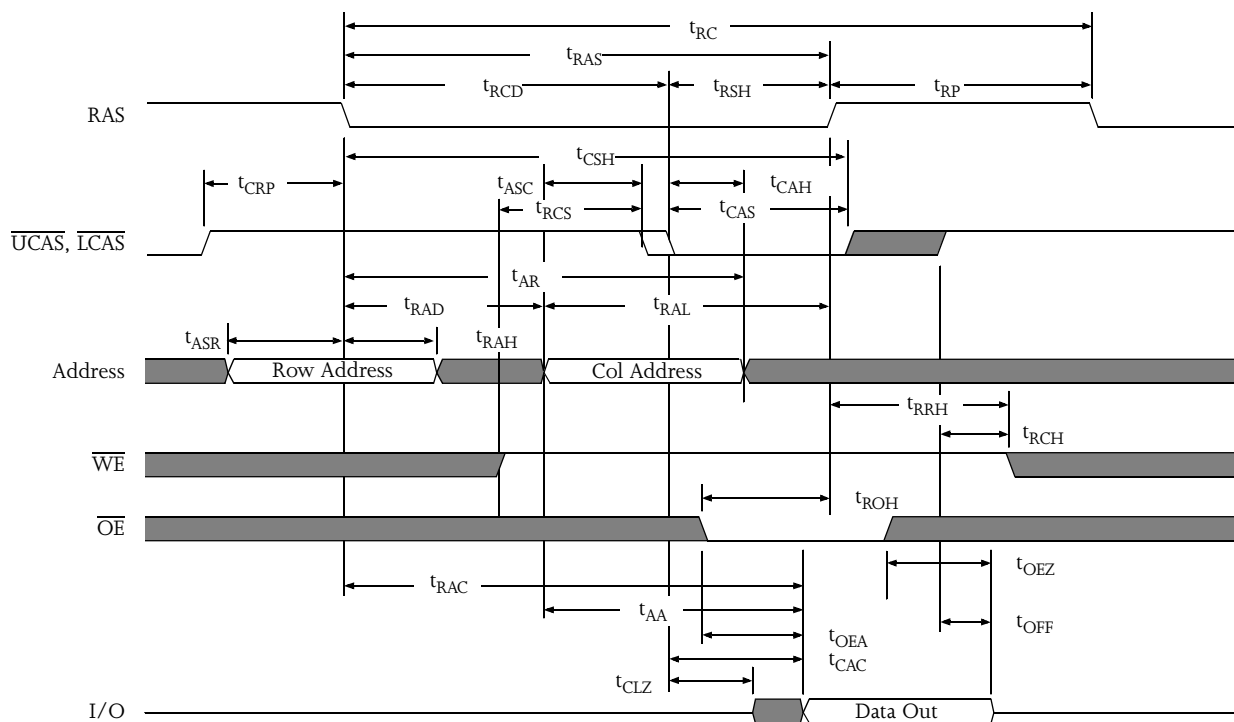 tRC
tRAS
tRCD tRSH tRP
RAS
tCSH
tCRP tASC tCAH
tRCS tCAS
UCAS, LCAS
tAR
tRAD tRAL
tASR tRAH
Address Row Address Col Address
tRRH
tRCH
WE
tROH
OE
tOEZ
tRAC
tAA tOFF
tOEA
tCAC
tCLZ
I/O Data Out